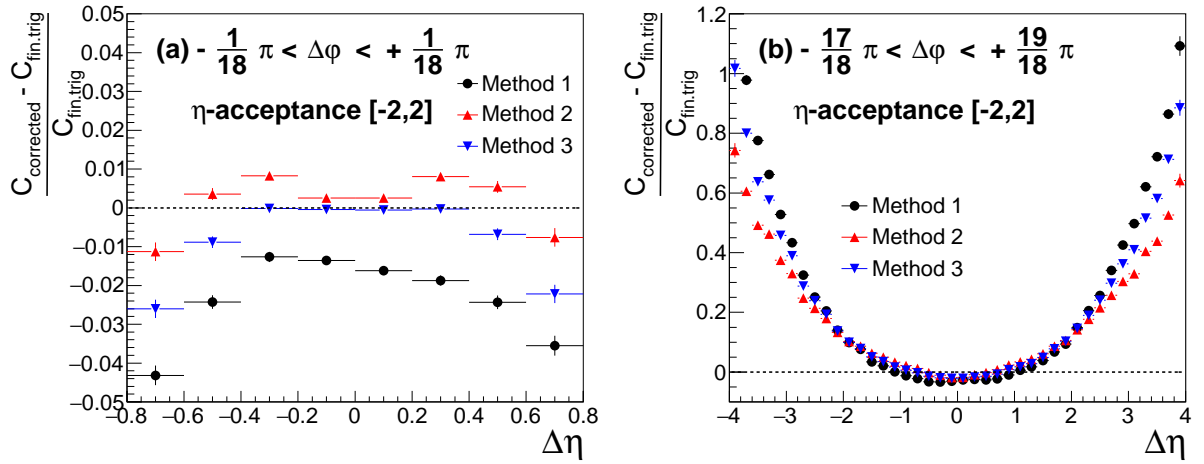 C_corrected - C_fin.trig
C_fin.trig
(a) - 1/18 π < Δφ < + 1/18 π
η-acceptance [-2,2]
Method 1
Method 2
Method 3
0.05
0.04
0.03
0.02
0.01
0
−0.01
−0.02
−0.03
−0.04
−0.05
−0.8 −0.6 −0.4 −0.2 0 0.2 0.4 0.6 0.8
Δη
C_corrected - C_fin.trig
C_fin.trig
(b) - 17/18 π < Δφ < + 19/18 π
η-acceptance [-2,2]
Method 1
Method 2
Method 3
1.2
1
0.8
0.6
0.4
0.2
0
−4 −3 −2 −1 0 1 2 3 4
Δη